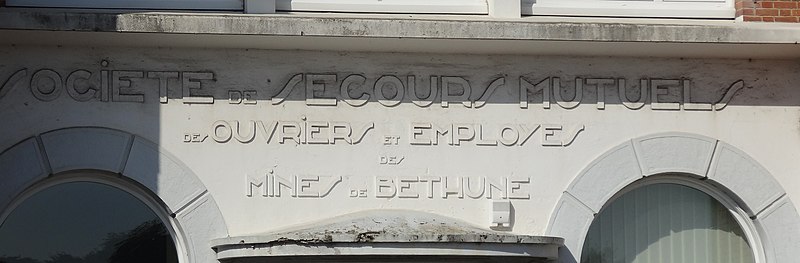 SOCiETE DE SECOURS MUTUELS
DES OUVRiERS ET EMPLOYES
DES
MiNES DE BETHUNE